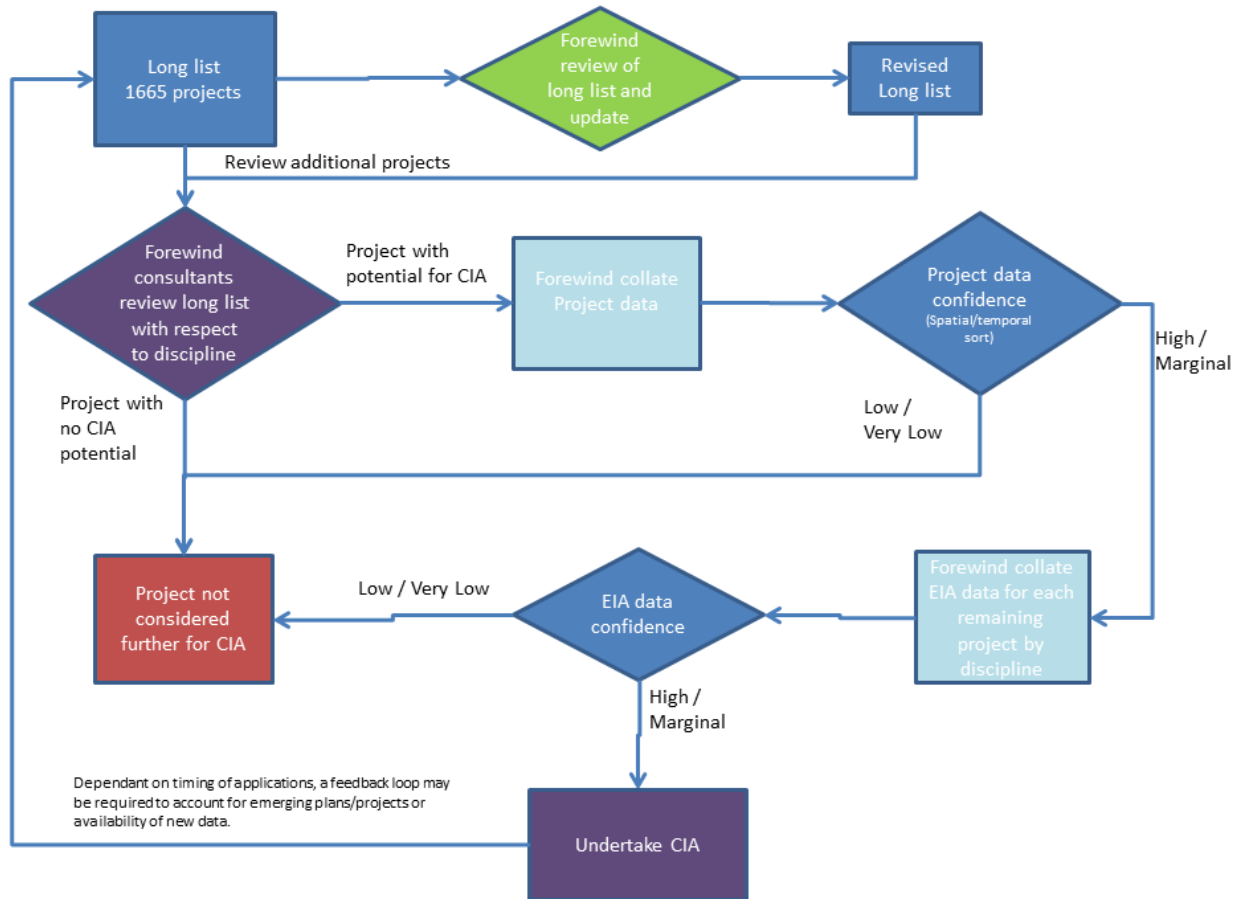 Long list
1665 projects
Forewind
review of
long list and
update
Revised
Long list
Review additional projects
Forewind
consultants
review long list
with respect
to discipline
Project with
potential for CIA
Forewind collate
Project data
Project data
confidence
(Spatial/temporal
sort)
High /
Marginal
Low /
Very Low
Project with
no CIA
potential
Project not
considered
further for CIA
Low / Very Low
EIA data
confidence
Forewind collate
EIA data for each
remaining
project by
discipline
High /
Marginal
Dependant on timing of applications, a feedback loop may
be required to account for emerging plans/projects or
availability of new data.
Undertake CIA